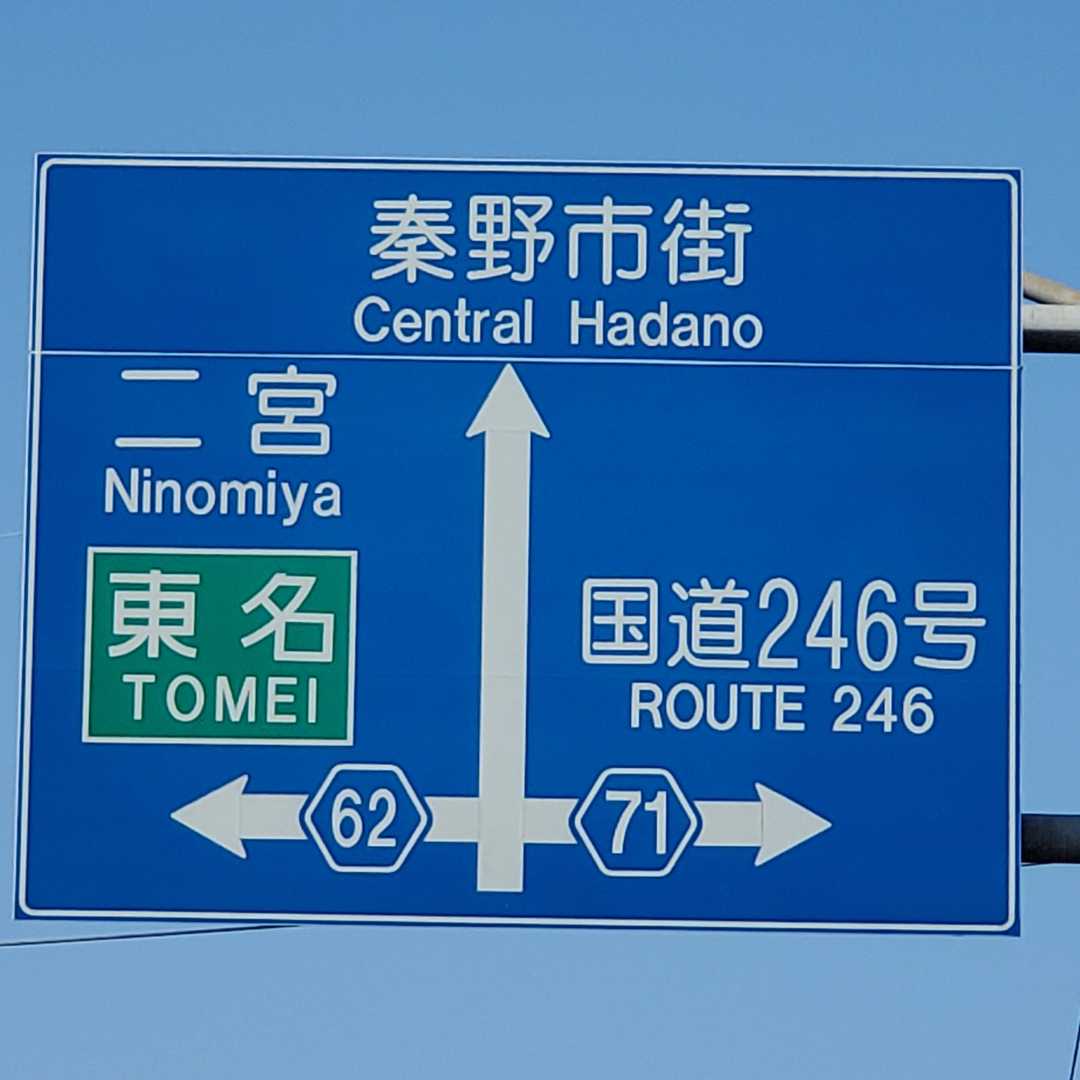 秦野市街
Central Hadano
二宮
Ninomiya
東名
TOMEI
国道246号
ROUTE 246
62
71